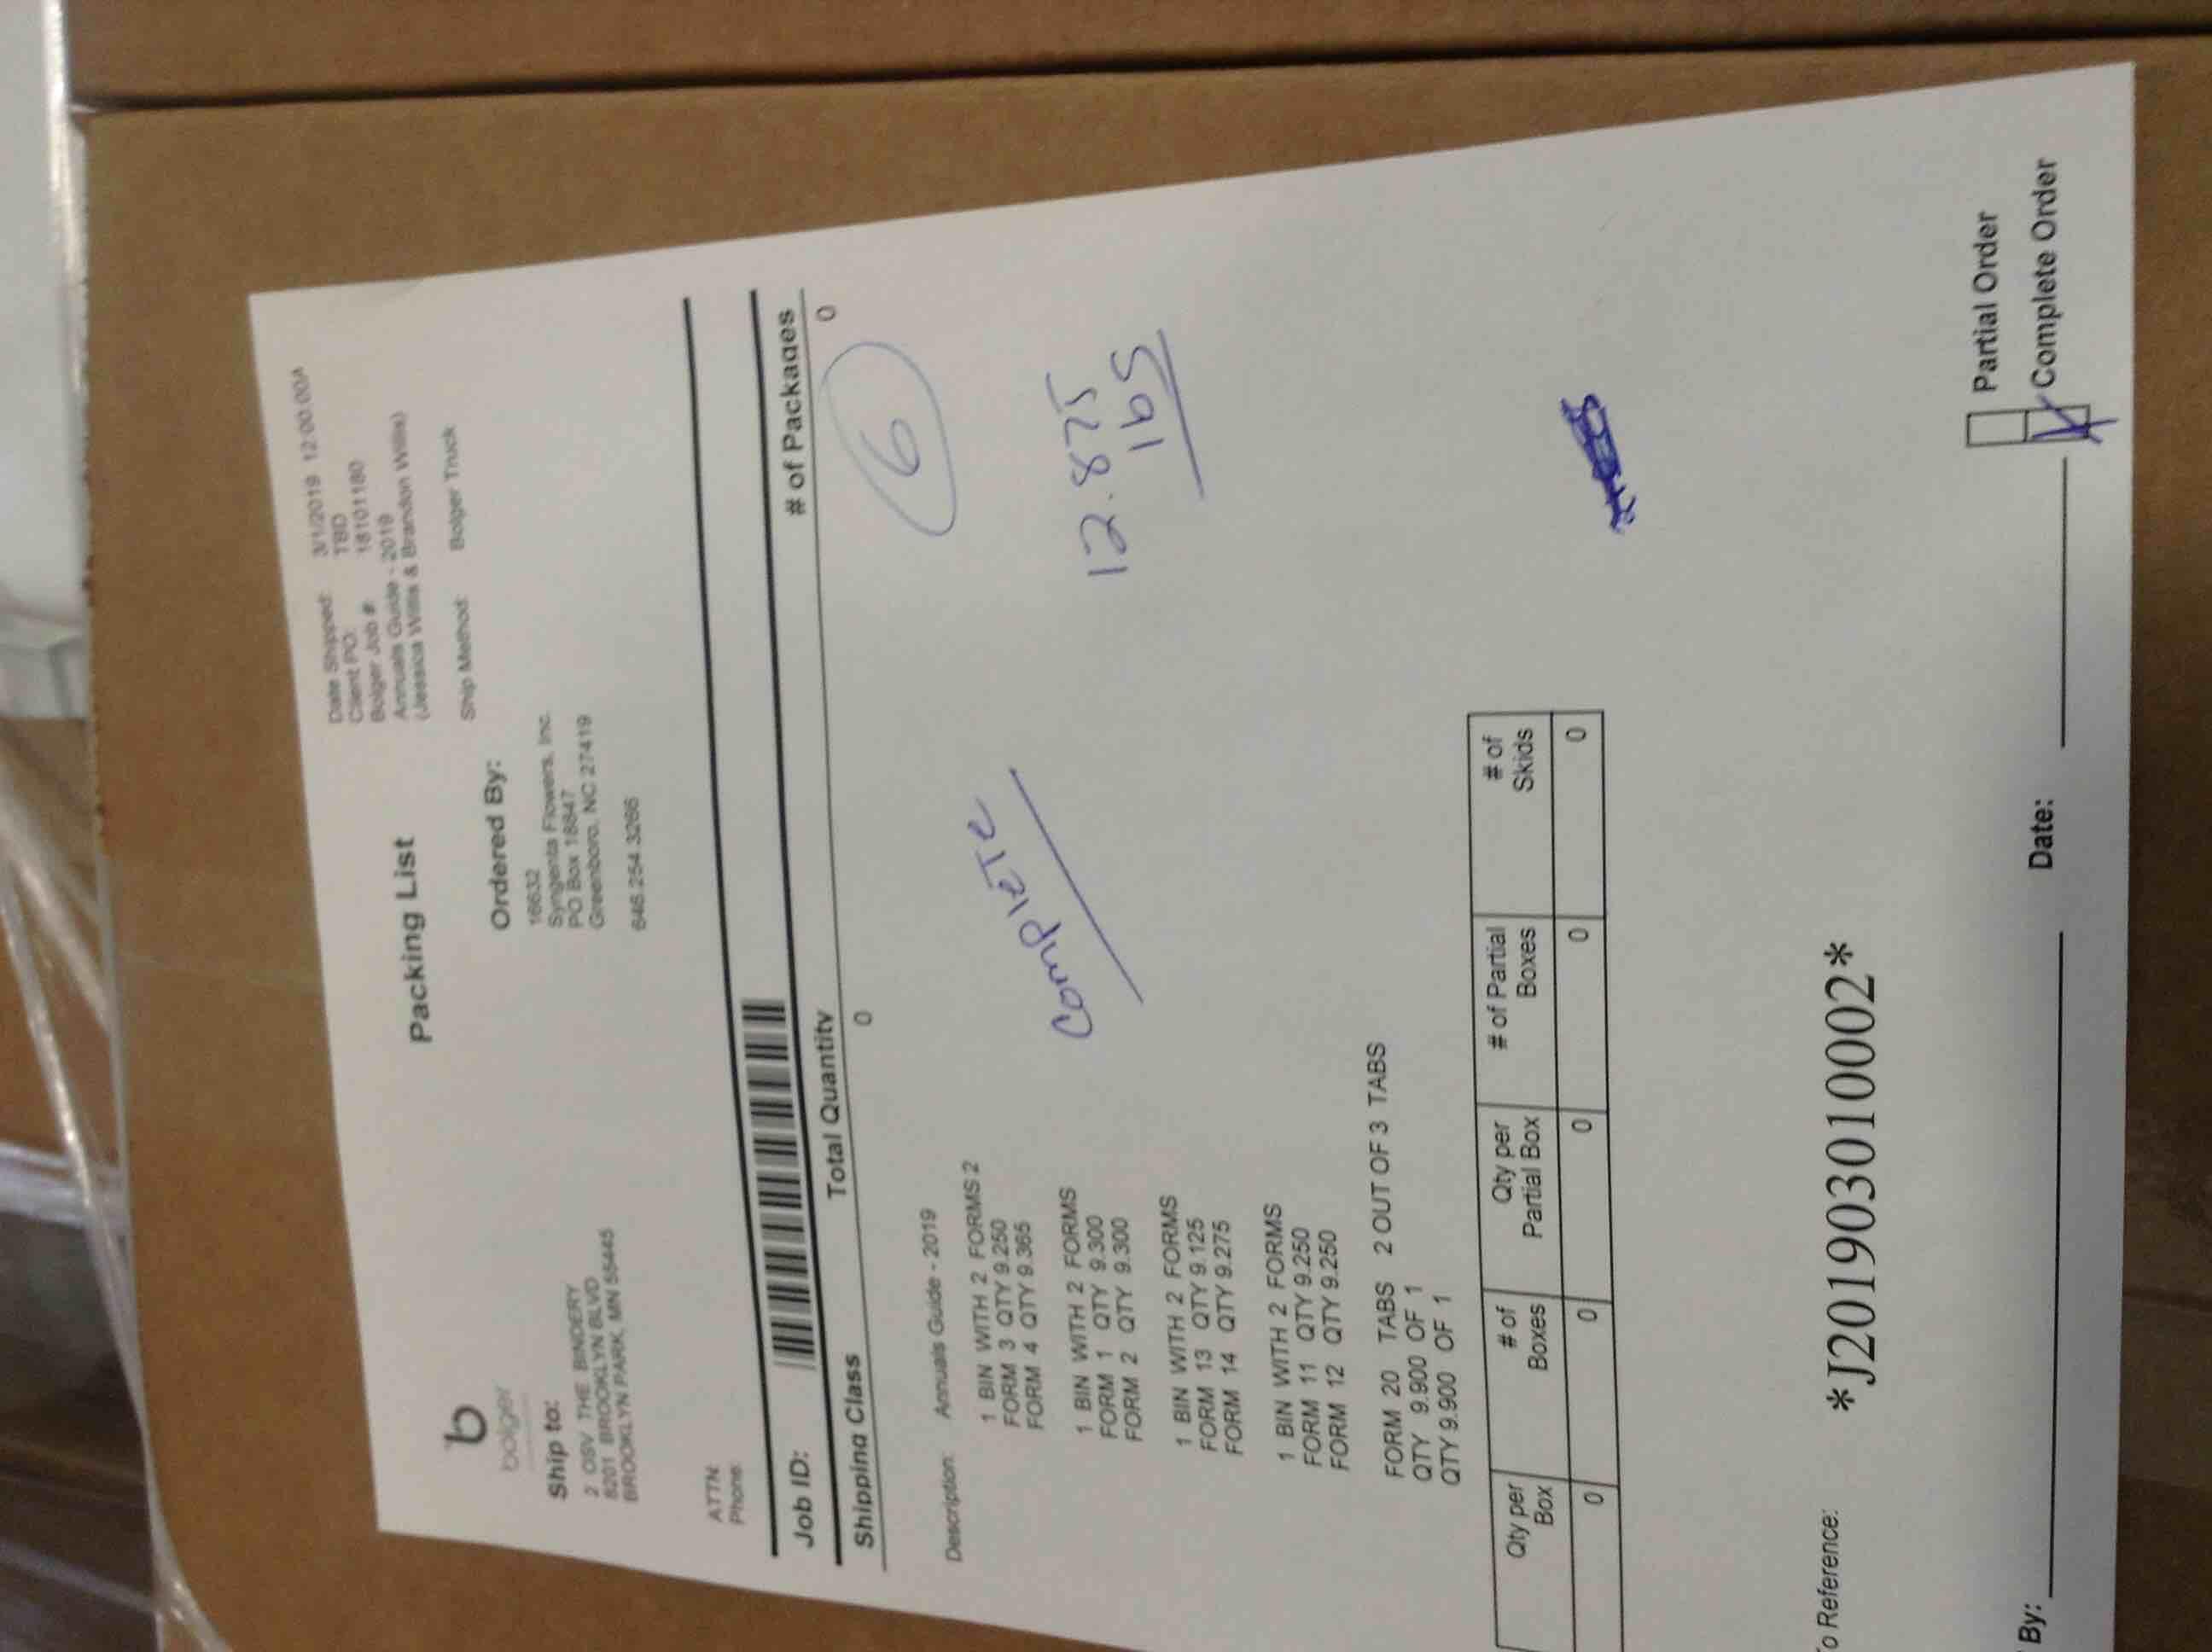 b
bolger
Packing List
Date Shipped: 3/1/2019 12:00:00A
Client PO: TBD
Bolger Job #: 18101180
Annuals Guide - 2019
(Jessica Willis & Brandon Willis)
Ship Method: Bolger Truck
Ship to:
2 OSV THE BINDERY
8201 BROOKLYN BLVD
BROOKLYN PARK, MN 55445
ATTN:
Phone:
Ordered By:
16632
Syngenta Flowers, Inc.
PO Box 18847
Greenboro, NC 27419
646.254.3266
Job ID:
Shipping Class Total Quantity # of Packages
0 0
6
Description: Annuals Guide - 2019
1 BIN WITH 2 FORMS 2
FORM 3 QTY 9.250
FORM 4 QTY 9.365
ComplETe
1 BIN WITH 2 FORMS
FORM 1 QTY 9.300
FORM 2 QTY 9.300
12.875
lbs
1 BIN WITH 2 FORMS
FORM 13 QTY 9.125
FORM 14 QTY 9.275
1 BIN WITH 2 FORMS
FORM 11 QTY 9.250
FORM 12 QTY 9.250
FORM 20 TABS 2 OUT OF 3 TABS
QTY 9.900 OF 1
QTY 9.900 OF 1
Qty per Box # of Boxes Qty per Partial Box # of Partial Boxes # of Skids
0 0 0 0 0
o Reference: *J201903010002*
Partial Order
Complete Order
By: Date: